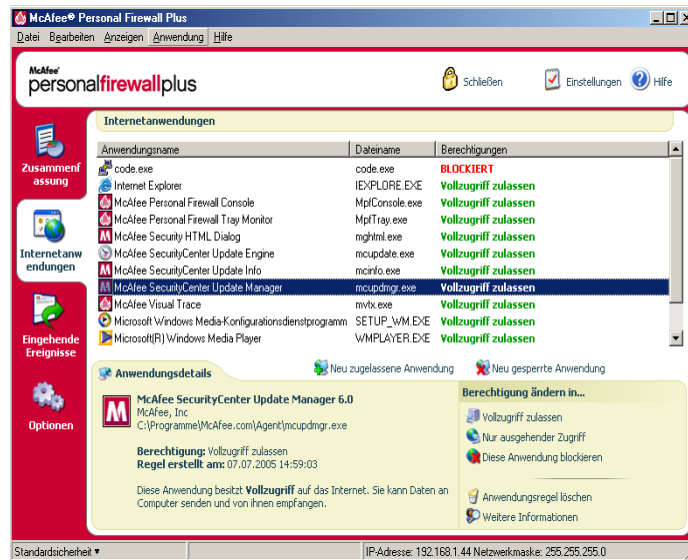 McAfee® Personal Firewall Plus
Datei Bearbeiten Anzeigen Anwendung Hilfe
McAfee
personalfirewallplus
Schließen
Einstellungen
Hilfe
Zusammenf
assung
Internetanw
endungen
Eingehende
Ereignisse
Optionen
Internetanwendungen
Anwendungsname Dateiname Berechtigungen
code.exe code.exe BLOCKIERT
Internet Explorer IEXPLORE.EXE Vollzugriff zulassen
McAfee Personal Firewall Console MpfConsole.exe Vollzugriff zulassen
McAfee Personal Firewall Tray Monitor MpfTray.exe Vollzugriff zulassen
McAfee Security HTML Dialog mghtml.exe Vollzugriff zulassen
McAfee SecurityCenter Update Engine mcupdate.exe Vollzugriff zulassen
McAfee SecurityCenter Update Info mcinfo.exe Vollzugriff zulassen
McAfee SecurityCenter Update Manager mcupdmgr.exe Vollzugriff zulassen
McAfee Visual Trace mvtx.exe Vollzugriff zulassen
Microsoft Windows Media-Konfigurationsdienstprogramm SETUP_WM.EXE Vollzugriff zulassen
Microsoft(R) Windows Media Player WMPLAYER.EXE Vollzugriff zulassen
Neu zugelassene Anwendung
Neu gesperrte Anwendung
Anwendungsdetails
McAfee SecurityCenter Update Manager 6.0
McAfee, Inc
C:\Programme\McAfee.com\Agent\mcupdmgr.exe
Berechtigung: Vollzugriff zulassen
Regel erstellt am: 07.07.2005 14:59:03
Diese Anwendung besitzt Vollzugriff auf das Internet. Sie kann Daten an
Computer senden und von ihnen empfangen.
Berechtigung ändern in...
Vollzugriff zulassen
Nur ausgehender Zugriff
Diese Anwendung blockieren
Anwendungsregel löschen
Weitere Informationen
Standardsicherheit
IP-Adresse: 192.168.1.44 Netzwerkmaske: 255.255.255.0